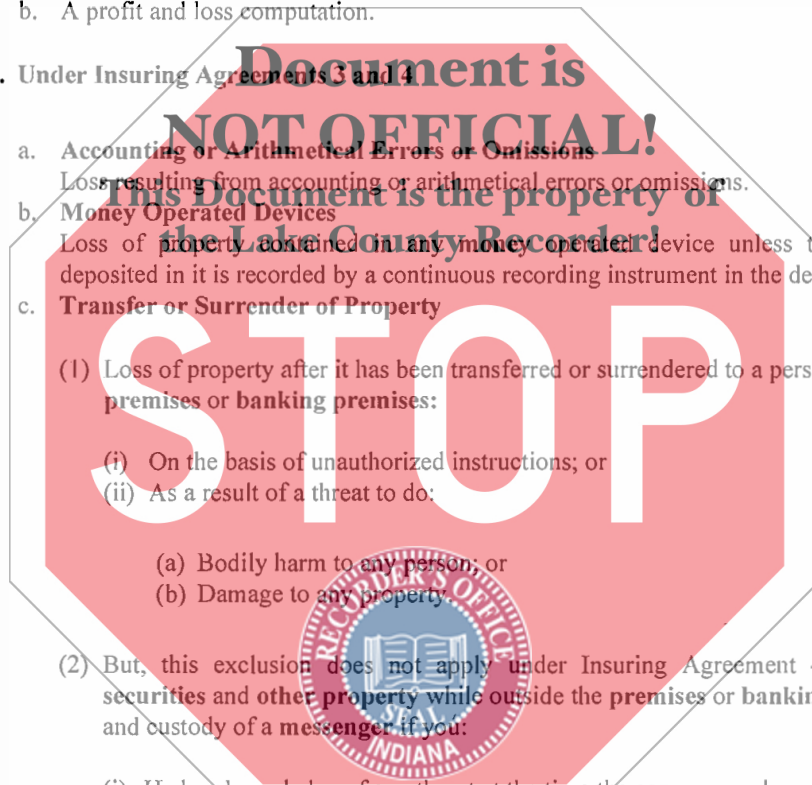 b. A profit and loss computation.
Document is
. Under Insuring Agreements 3 and 4
NOT OFFICIAL!
a. Accounting or Arithmetical Errors or Omissions
Loss resulting from accounting or arithmetical errors or omissions.
This Document is the property of
b. Money Operated Devices
the Lake County Recorder!
Loss of property contained in any money operated device unless t
deposited in it is recorded by a continuous recording instrument in the de
c. Transfer or Surrender of Property
STOP
(1) Loss of property after it has been transferred or surrendered to a pers
premises or banking premises:
(i) On the basis of unauthorized instructions; or
(ii) As a result of a threat to do:
(a) Bodily harm to any person; or
(b) Damage to any property.
RECORDER'S OFFICE
SEAL
INDIANA
(2) But, this exclusion does not apply under Insuring Agreement
securities and other property while outside the premises or bankin
and custody of a messenger if you: